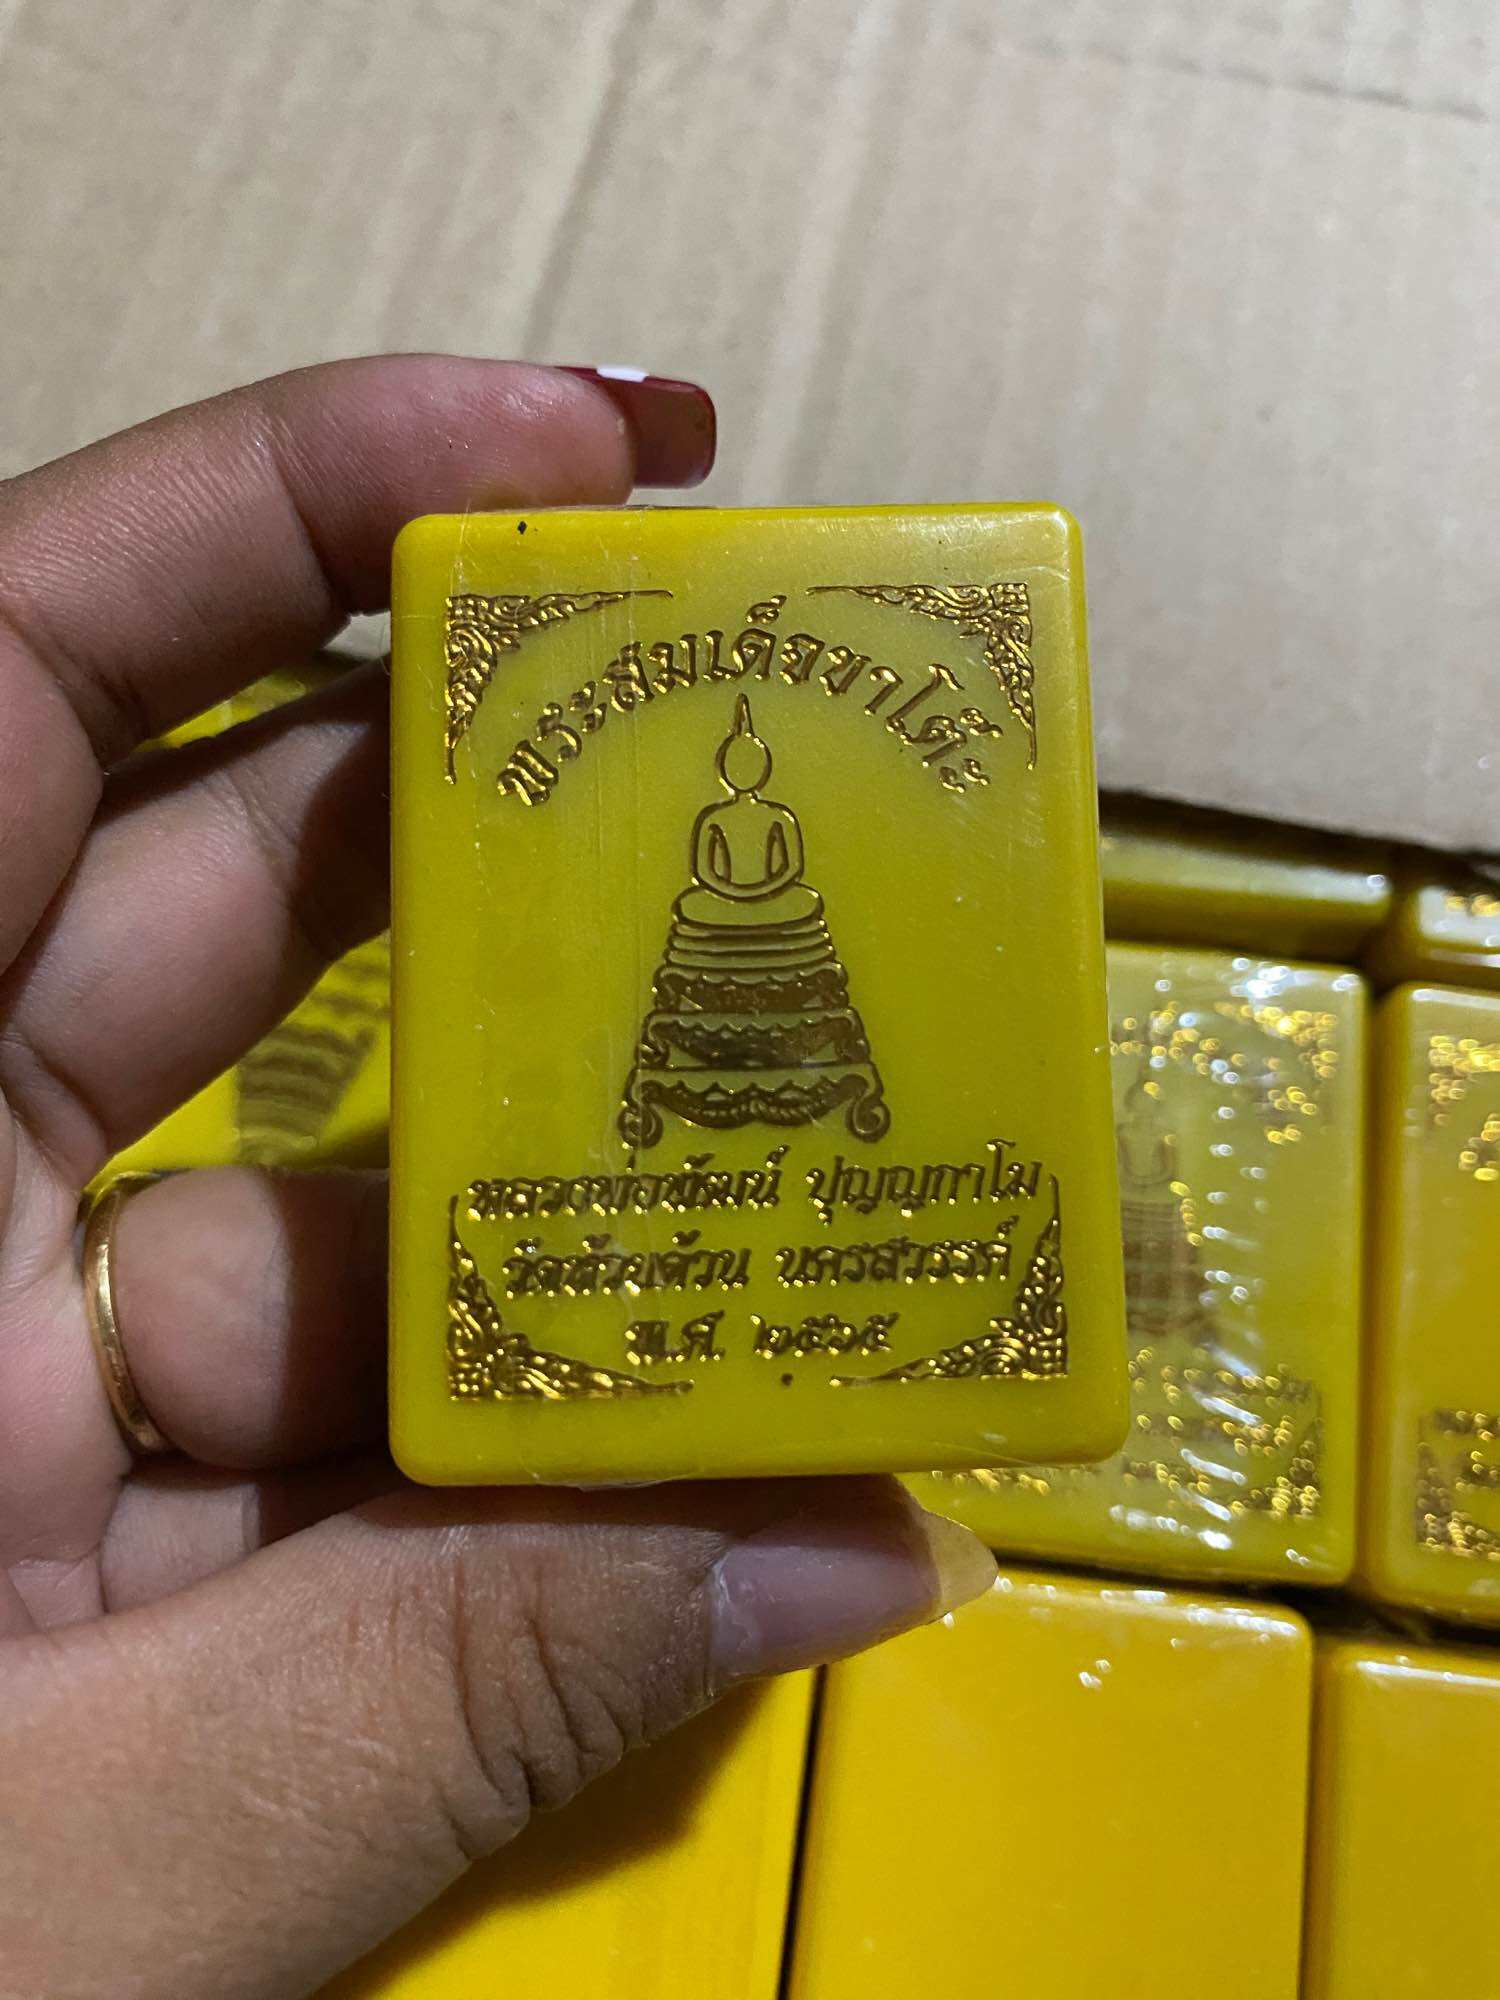 พระสมเด็จขาโต๊ะ
หลวงพ่อพัฒน์ ปุญญกาโม
วัดห้วยด้วน นครสวรรค์
พ.ศ. ๒๕๖๕